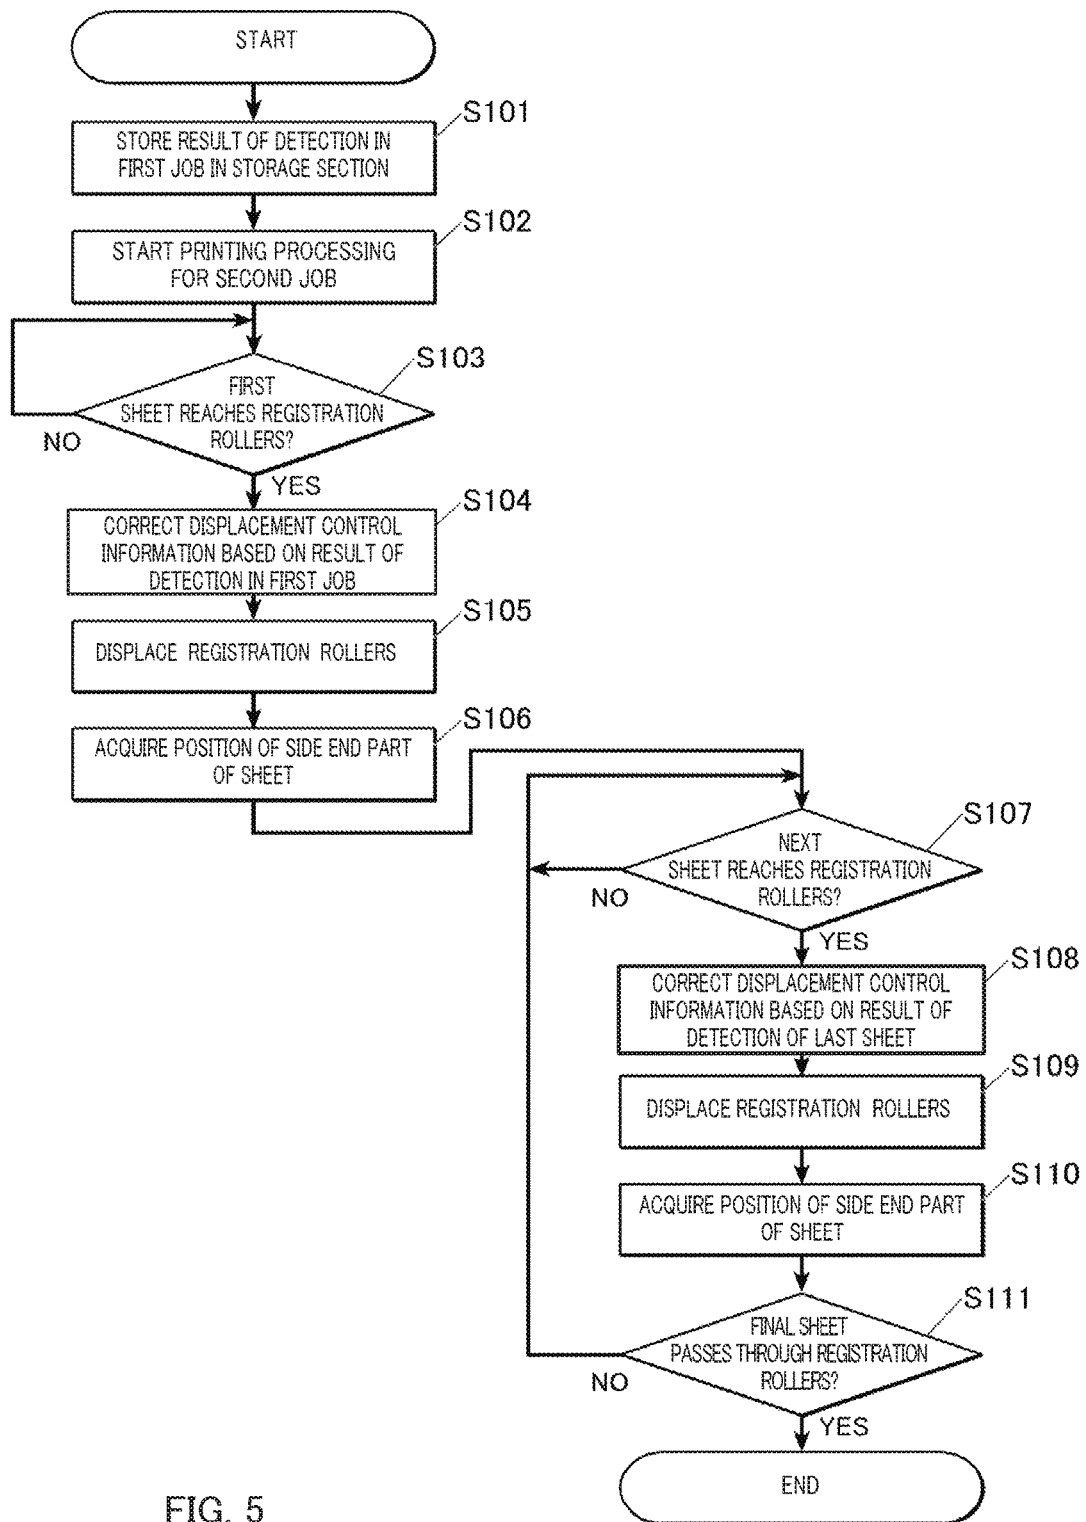 START
S101
STORE RESULT OF DETECTION IN
FIRST JOB IN STORAGE SECTION
S102
START PRINTING PROCESSING
FOR SECOND JOB
S103
FIRST
SHEET REACHES REGISTRATION
ROLLERS?
NO
YES
S104
CORRECT DISPLACEMENT CONTROL
INFORMATION BASED ON RESULT OF
DETECTION IN FIRST JOB
S105
DISPLACE REGISTRATION ROLLERS
S106
ACQUIRE POSITION OF SIDE END PART
OF SHEET
S107
NEXT
SHEET REACHES REGISTRATION
ROLLERS?
NO
YES
S108
CORRECT DISPLACEMENT CONTROL
INFORMATION BASED ON RESULT OF
DETECTION OF LAST SHEET
S109
DISPLACE REGISTRATION ROLLERS
S110
ACQUIRE POSITION OF SIDE END PART
OF SHEET
S111
FINAL SHEET
PASSES THROUGH REGISTRATION
ROLLERS?
NO
YES
END
FIG. 5